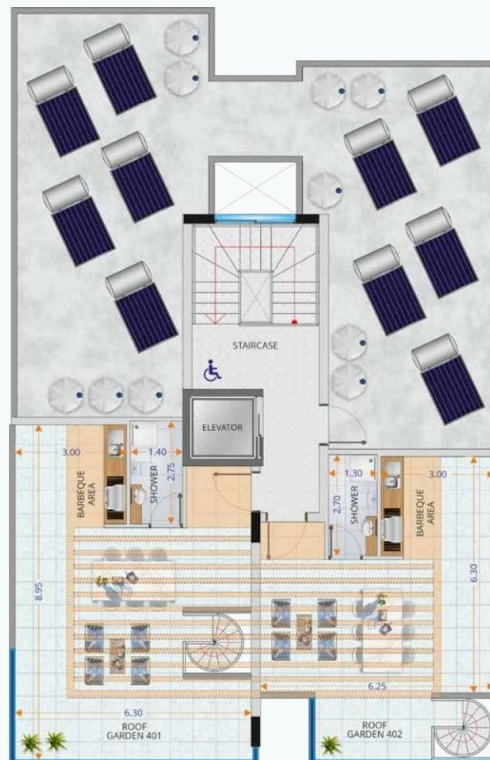 STAIRCASE
ELEVATOR
3.00
1.40
2.75
SHOWER
BARBEQUE
AREA
1.30
2.70
SHOWER
3.00
BARBEQUE
AREA
8.95
6.30
6.25
6.30
ROOF
GARDEN 401
ROOF
GARDEN 402